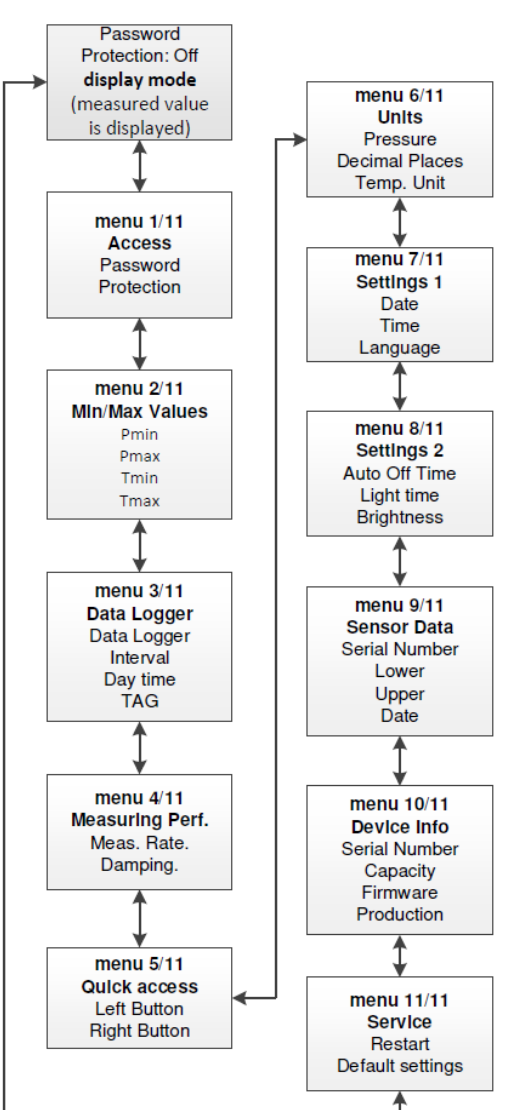 Password
Protection: Off
display mode
(measured value
is displayed)
menu 1/11
Access
Password
Protection
menu 2/11
Min/Max Values
Pmin
Pmax
Tmin
Tmax
menu 3/11
Data Logger
Data Logger
Interval
Day time
TAG
menu 4/11
Measuring Perf.
Meas. Rate.
Damping.
menu 5/11
Quick access
Left Button
Right Button
menu 6/11
Units
Pressure
Decimal Places
Temp. Unit
menu 7/11
Settings 1
Date
Time
Language
menu 8/11
Settings 2
Auto Off Time
Light time
Brightness
menu 9/11
Sensor Data
Serial Number
Lower
Upper
Date
menu 10/11
Device Info
Serial Number
Capacity
Firmware
Production
menu 11/11
Service
Restart
Default settings